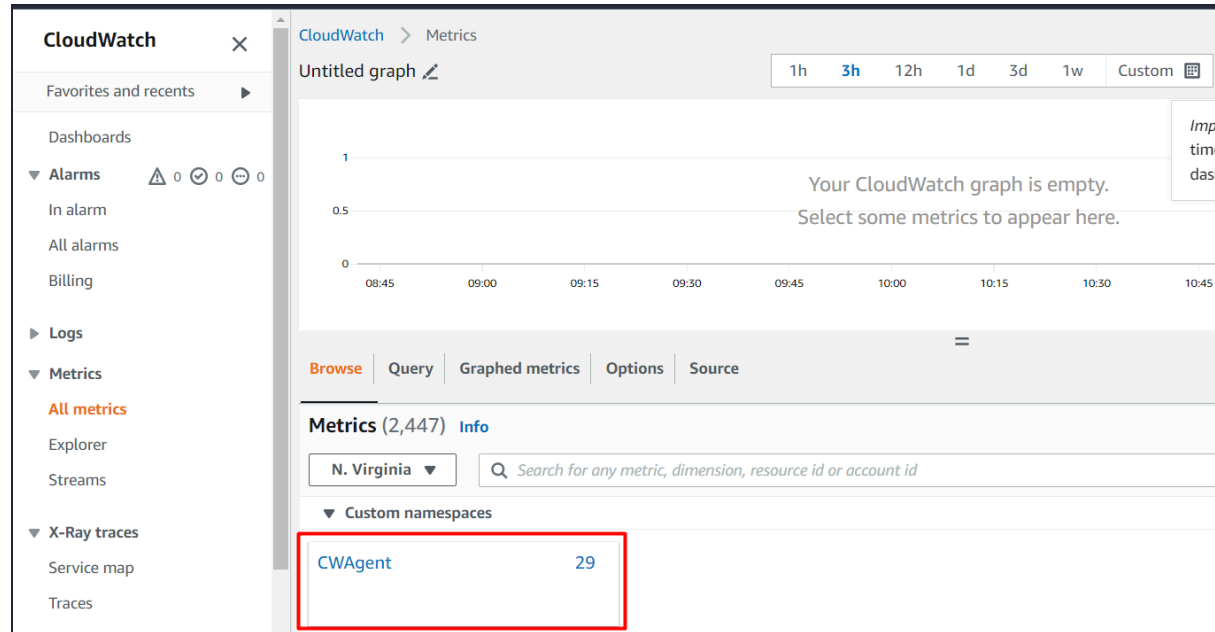 CloudWatch
Favorites and recents
Dashboards
Alarms 0 0 0
In alarm
All alarms
Billing
Logs
Metrics
All metrics
Explorer
Streams
X-Ray traces
Service map
Traces
CloudWatch > Metrics
Untitled graph
1h 3h 12h 1d 3d 1w Custom
Your CloudWatch graph is empty.
Select some metrics to appear here.
1
0.5
0
08:45 09:00 09:15 09:30 09:45 10:00 10:15 10:30 10:45
Browse Query Graphed metrics Options Source
Metrics (2,447) Info
N. Virginia Search for any metric, dimension, resource id or account id
Custom namespaces
CWAgent 29